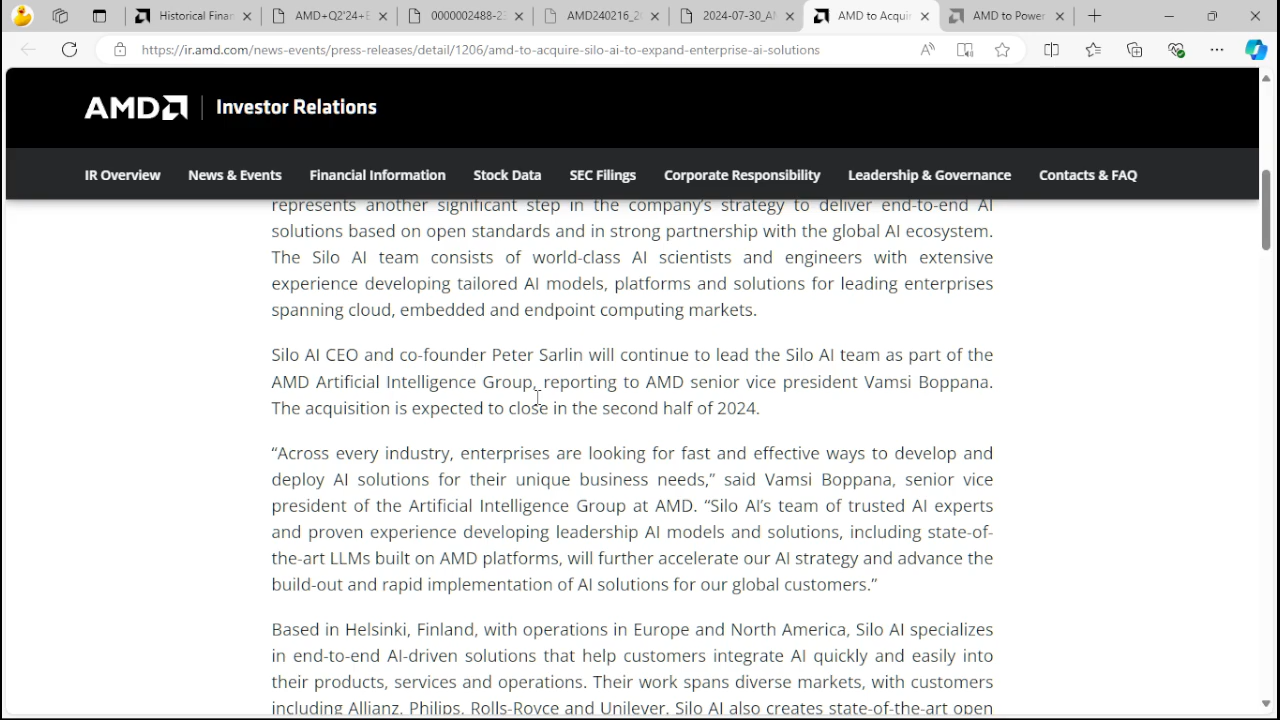 Historical Finan
AMD+Q2'24+E
0000002488-23
AMD240216_20
2024-07-30_AM
AMD to Acqui
AMD to Power
https://ir.amd.com/news-events/press-releases/detail/1206/amd-to-acquire-silo-ai-to-expand-enterprise-ai-solutions
AMD Investor Relations
IR Overview News & Events Financial Information Stock Data SEC Filings Corporate Responsibility Leadership & Governance Contacts & FAQ
represents another significant step in the company's strategy to deliver end-to-end AI
solutions based on open standards and in strong partnership with the global AI ecosystem.
The Silo AI team consists of world-class AI scientists and engineers with extensive
experience developing tailored AI models, platforms and solutions for leading enterprises
spanning cloud, embedded and endpoint computing markets.
Silo AI CEO and co-founder Peter Sarlin will continue to lead the Silo AI team as part of the
AMD Artificial Intelligence Group, reporting to AMD senior vice president Vamsi Boppana.
The acquisition is expected to close in the second half of 2024.
“Across every industry, enterprises are looking for fast and effective ways to develop and
deploy AI solutions for their unique business needs,” said Vamsi Boppana, senior vice
president of the Artificial Intelligence Group at AMD. “Silo AI’s team of trusted AI experts
and proven experience developing leadership AI models and solutions, including state-of-
the-art LLMs built on AMD platforms, will further accelerate our AI strategy and advance the
build-out and rapid implementation of AI solutions for our global customers.”
Based in Helsinki, Finland, with operations in Europe and North America, Silo AI specializes
in end-to-end AI-driven solutions that help customers integrate AI quickly and easily into
their products, services and operations. Their work spans diverse markets, with customers
including Allianz, Philips, Rolls-Royce and Unilever. Silo AI also creates state-of-the-art open